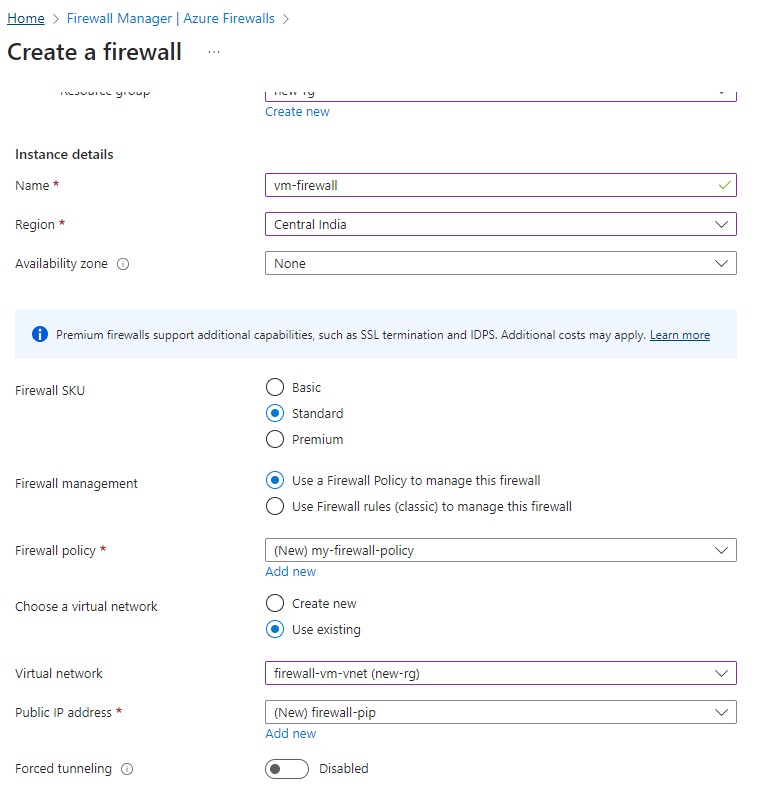 Home > Firewall Manager | Azure Firewalls >
Create a firewall ...
Resource group new-rg
Create new
Instance details
Name * vm-firewall
Region * Central India
Availability zone None
Premium firewalls support additional capabilities, such as SSL termination and IDPS. Additional costs may apply. Learn more
Firewall SKU
Basic
Standard
Premium
Firewall management
Use a Firewall Policy to manage this firewall
Use Firewall rules (classic) to manage this firewall
Firewall policy * (New) my-firewall-policy
Add new
Choose a virtual network
Create new
Use existing
Virtual network firewall-vm-vnet (new-rg)
Public IP address * (New) firewall-pip
Add new
Forced tunneling Disabled